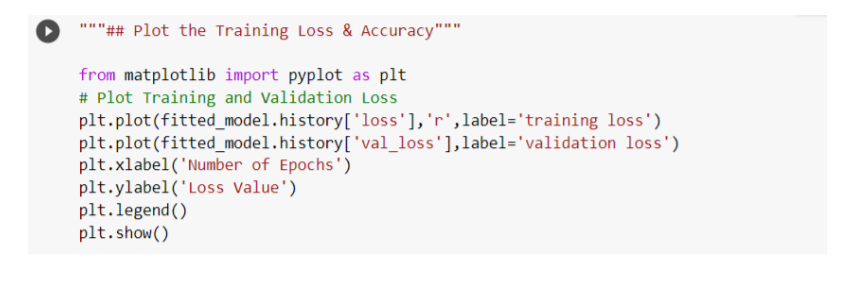 """## Plot the Training Loss & Accuracy"""
from matplotlib import pyplot as plt
# Plot Training and Validation Loss
plt.plot(fitted_model.history['loss'],'r',label='training loss')
plt.plot(fitted_model.history['val_loss'],label='validation loss')
plt.xlabel('Number of Epochs')
plt.ylabel('Loss Value')
plt.legend()
plt.show()